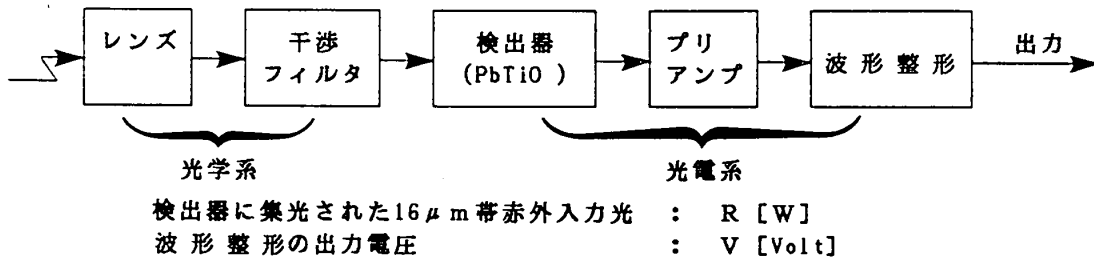 レンズ
干渉
フィルタ
検出器
(PbTiO )
プリ
アンプ
波形整形
出力
光学系
光電系
検出器に集光された16μm帯赤外入力光 : R [W]
波形整形の出力電圧 : V [Volt]